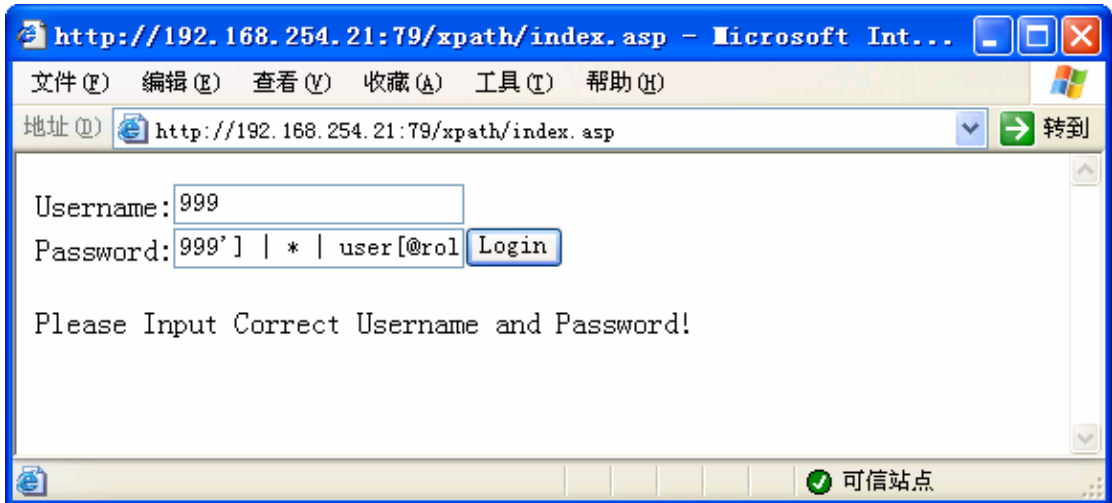 http://192.168.254.21:79/xpath/index.asp - Microsoft Int...
文件(F) 编辑(E) 查看(V) 收藏(A) 工具(T) 帮助(H)
地址(D) http://192.168.254.21:79/xpath/index.asp 转到
Username: 999
Password: 999'] | * | user[@rol Login
Please Input Correct Username and Password!
可信站点